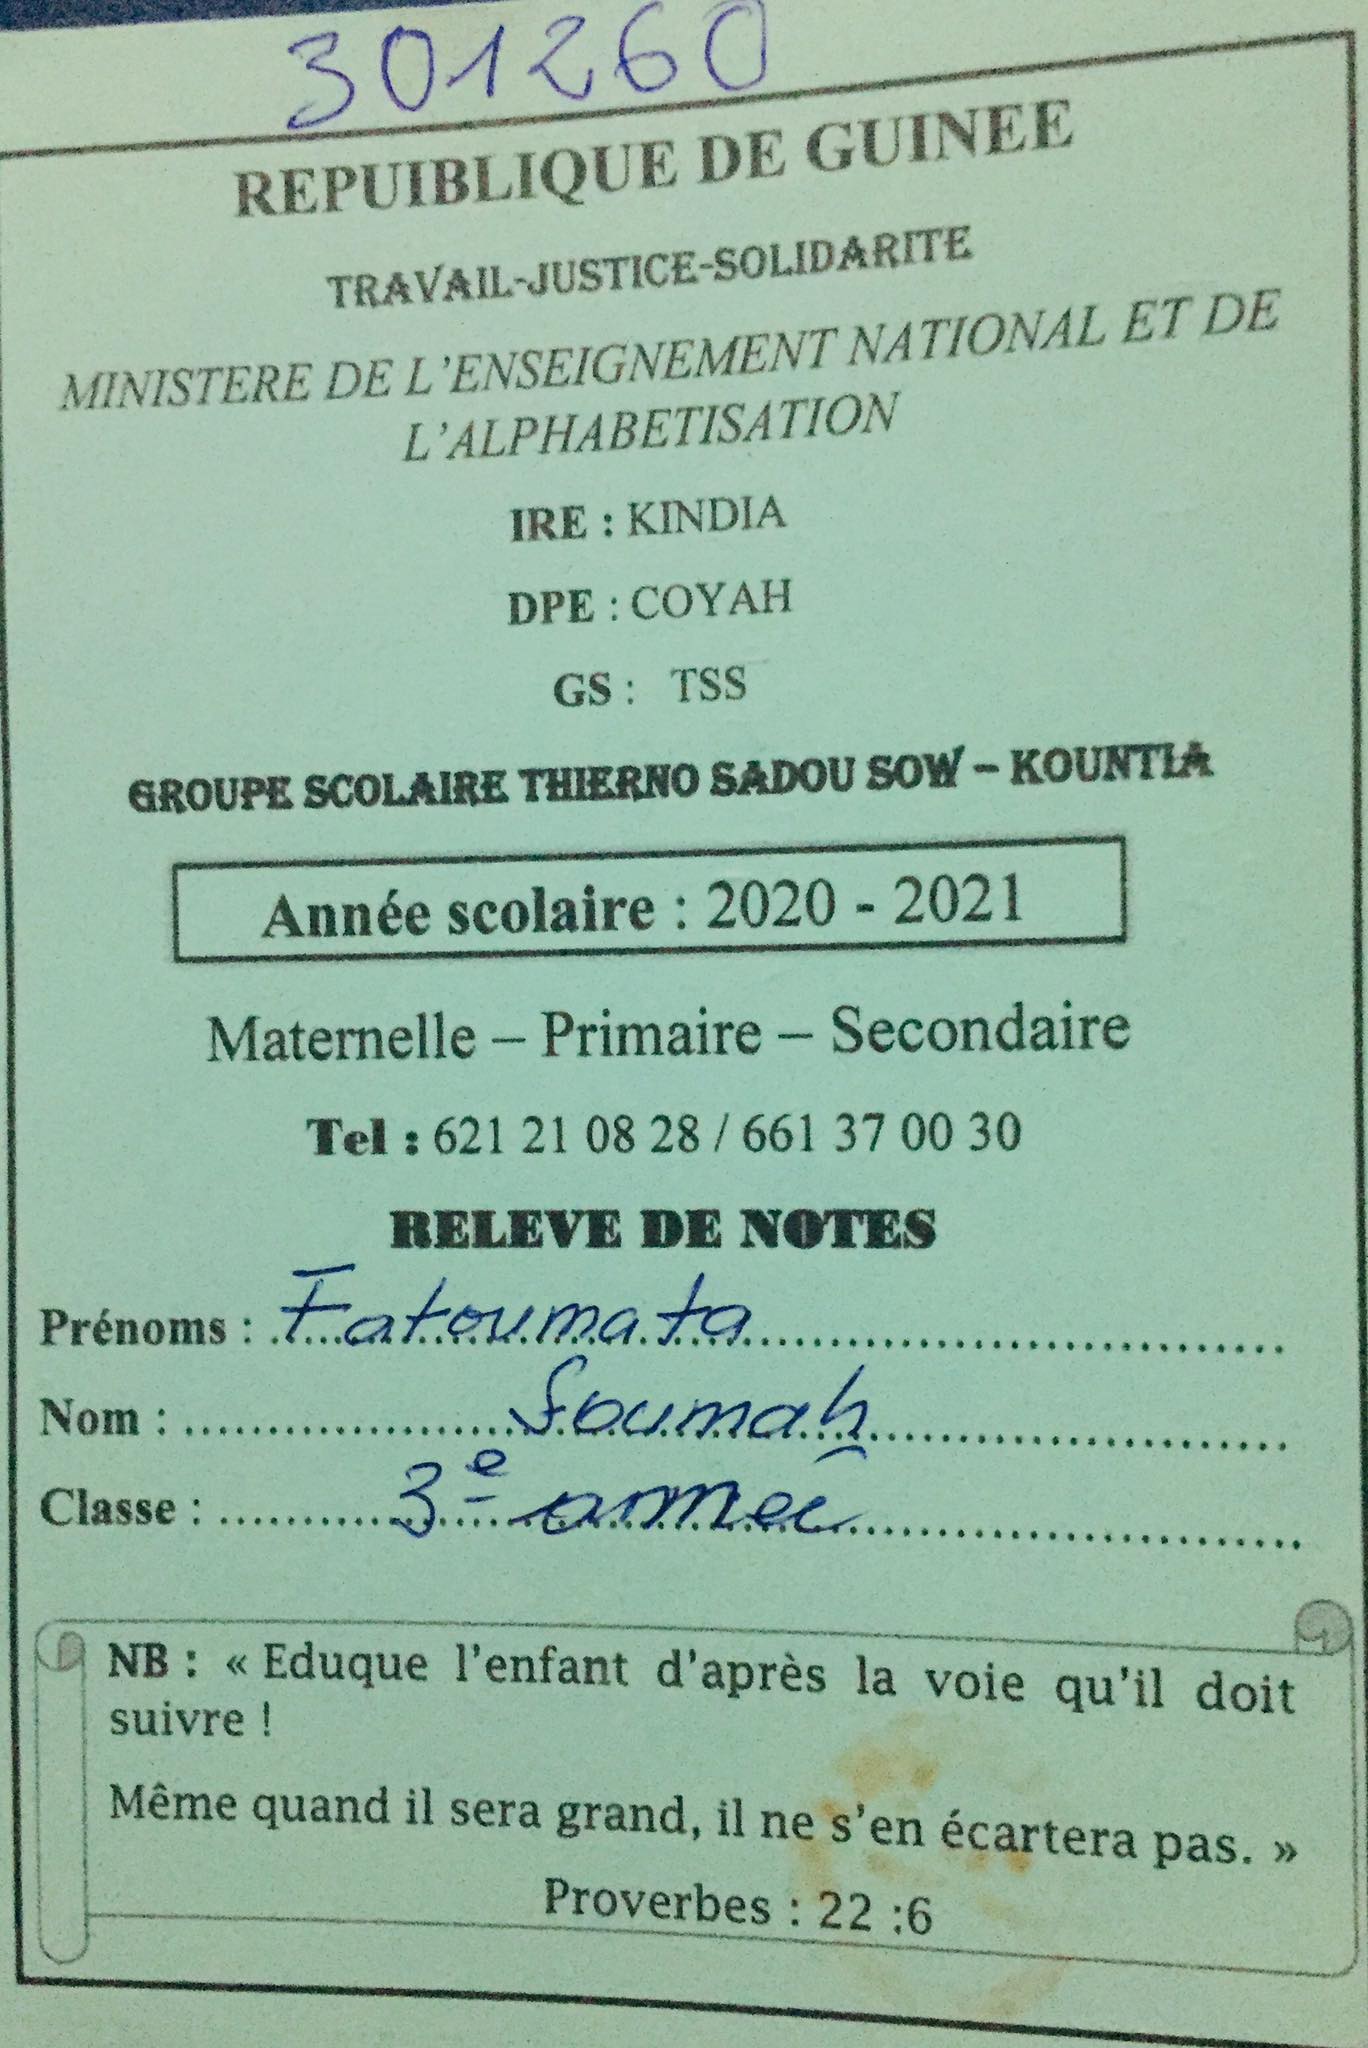 301260
REPUIBLIQUE DE GUINEE
TRAVAIL-JUSTICE-SOLIDARITE
MINISTERE DE L'ENSEIGNEMENT NATIONAL ET DE
L'ALPHABETISATION
IRE : KINDIA
DPE : COYAH
GS : TSS
GROUPE SCOLAIRE THIERNO SADOU SOW – KOUNTIA
Année scolaire : 2020 - 2021
Maternelle – Primaire – Secondaire
Tel : 621 21 08 28 / 661 37 00 30
RELEVE DE NOTES
Prénoms : Fatoumata
Nom : Soumah
Classe : 3e année
NB : « Eduque l'enfant d'après la voie qu'il doit
suivre !
Même quand il sera grand, il ne s'en écartera pas. »
Proverbes : 22 :6